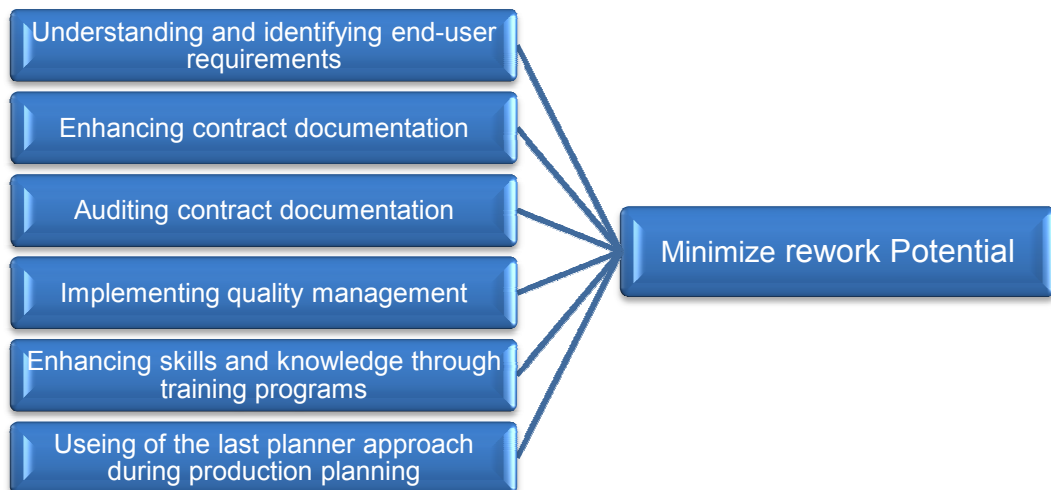 Understanding and identifying end-user
requirements
Enhancing contract documentation
Auditing contract documentation
Implementing quality management
Enhancing skills and knowledge through
training programs
Useing of the last planner approach
during production planning
Minimize rework Potential